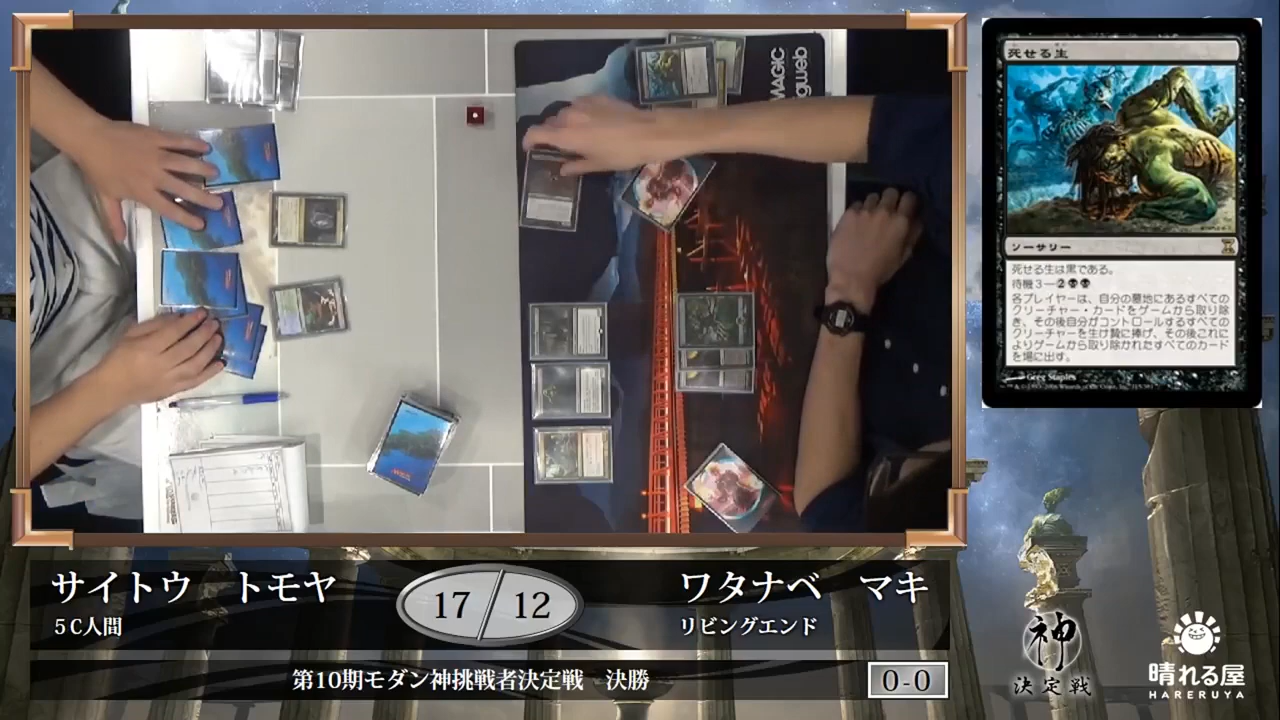 MAGIC
gweb
死せる生
ソーサリー
死せる生は黒である。
待機３―②
各プレイヤーは、自分の墓地にあるすべての
クリーチャー・カードをゲームから取り除
き、その後自分がコントロールするすべての
クリーチャーを生け贄に捧げ、その後これに
よりゲームから取り除かれたすべてのカード
を場に出す。
Greg Staples
サイトウ　トモヤ
５C人間
17 / 12
ワタナベ　マキ
リビングエンド
第10期モダン神挑戦者決定戦　決勝
0-0
神
決定戦
晴れる屋
HARERUYA